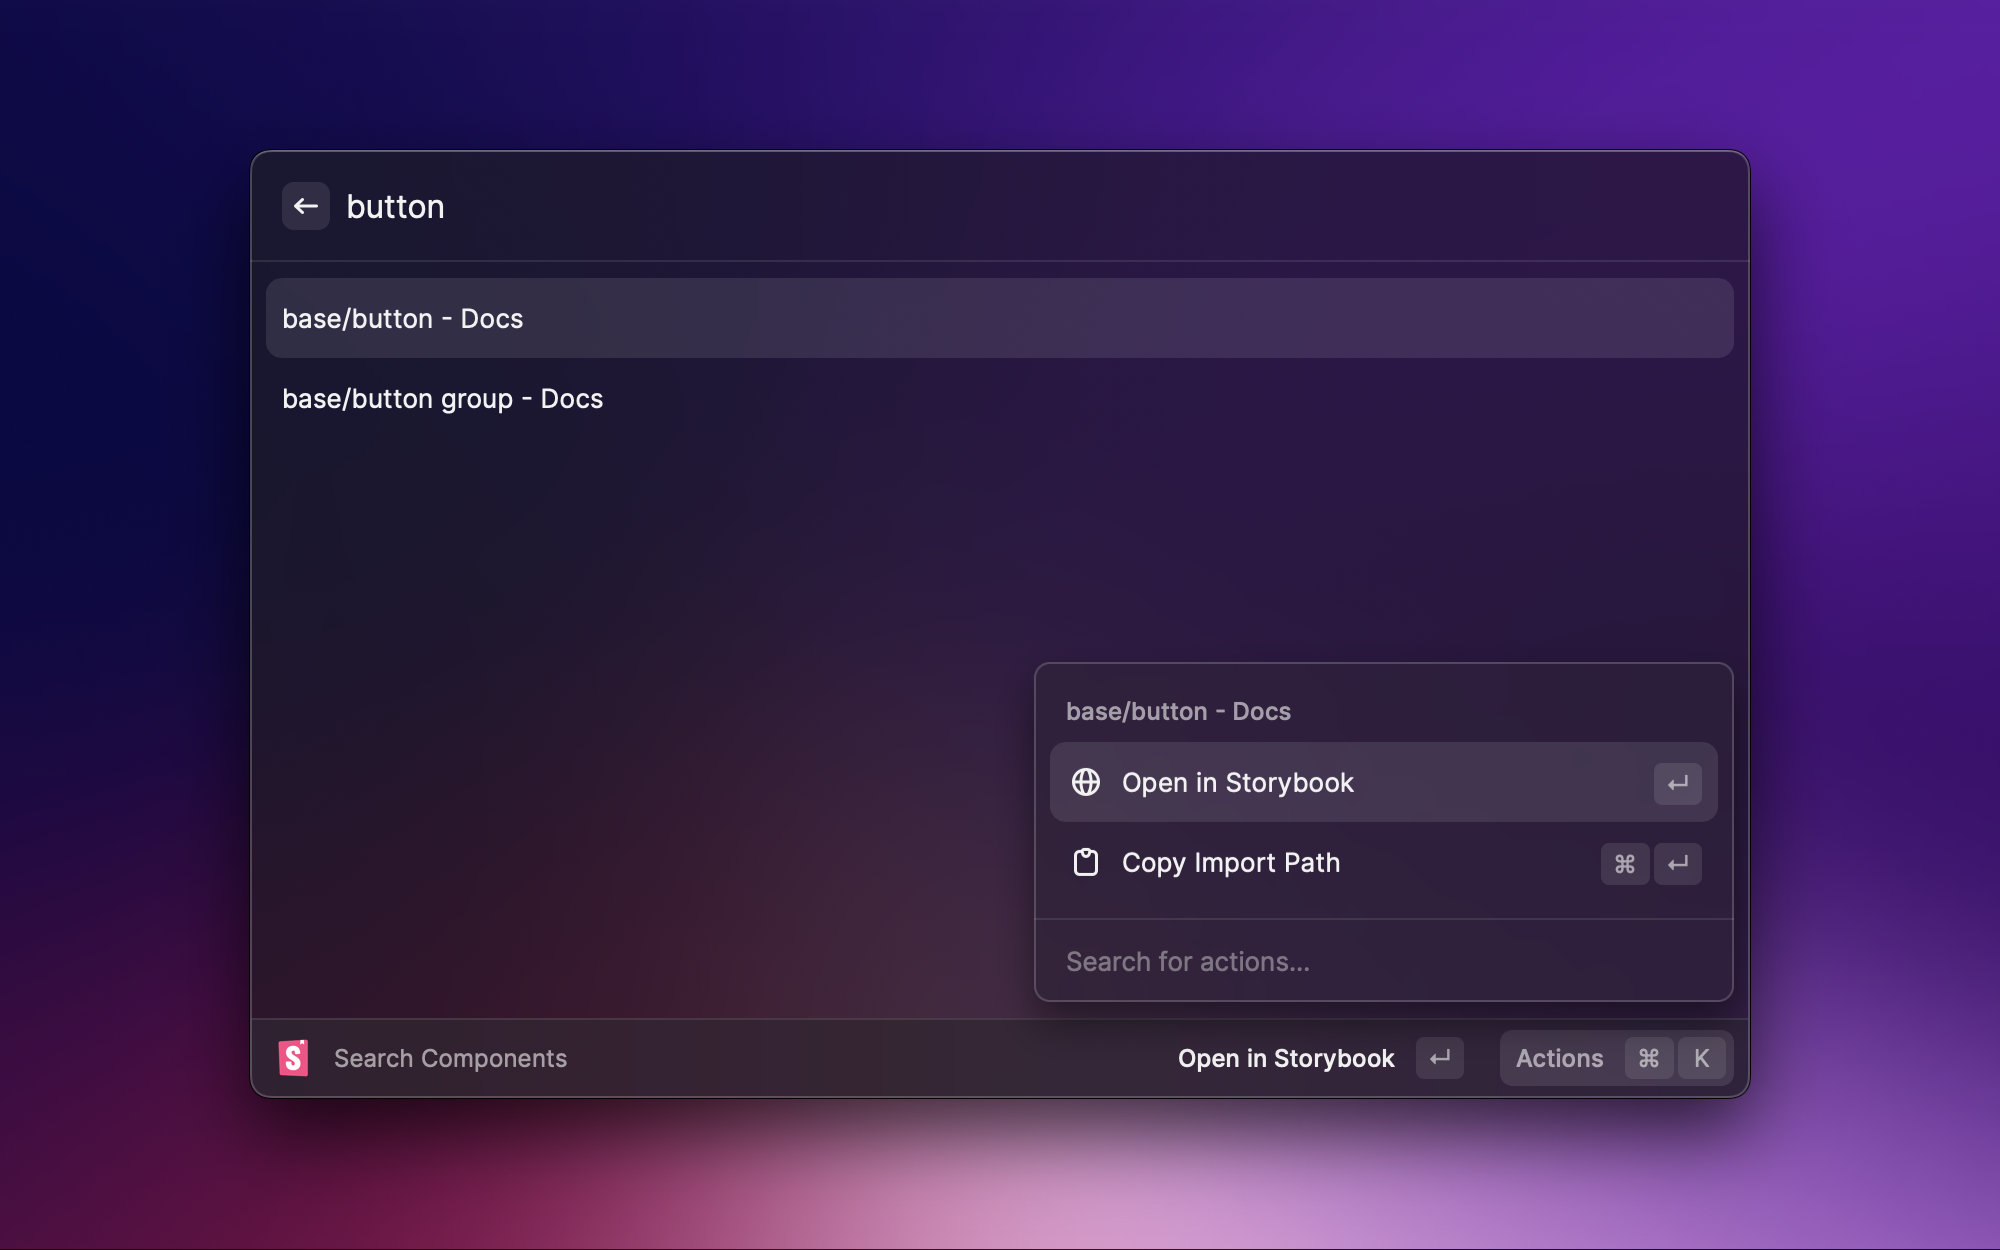 button
base/button - Docs
base/button group - Docs
base/button - Docs
Open in Storybook ↵
Copy Import Path ⌘ ↵
Search for actions...
S Search Components Open in Storybook ↵ Actions ⌘ K